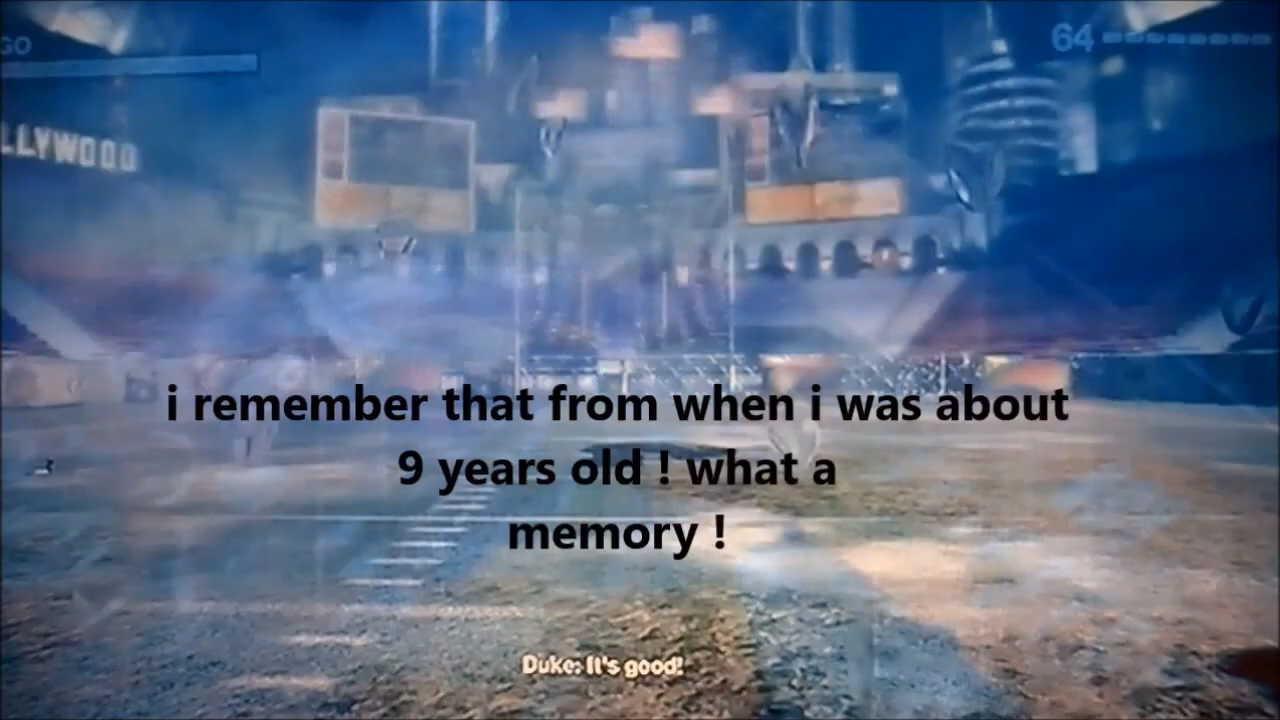 GO
64
LLYWOOD
i remember that from when i was about
9 years old ! what a
memory !
Duke: It's good!